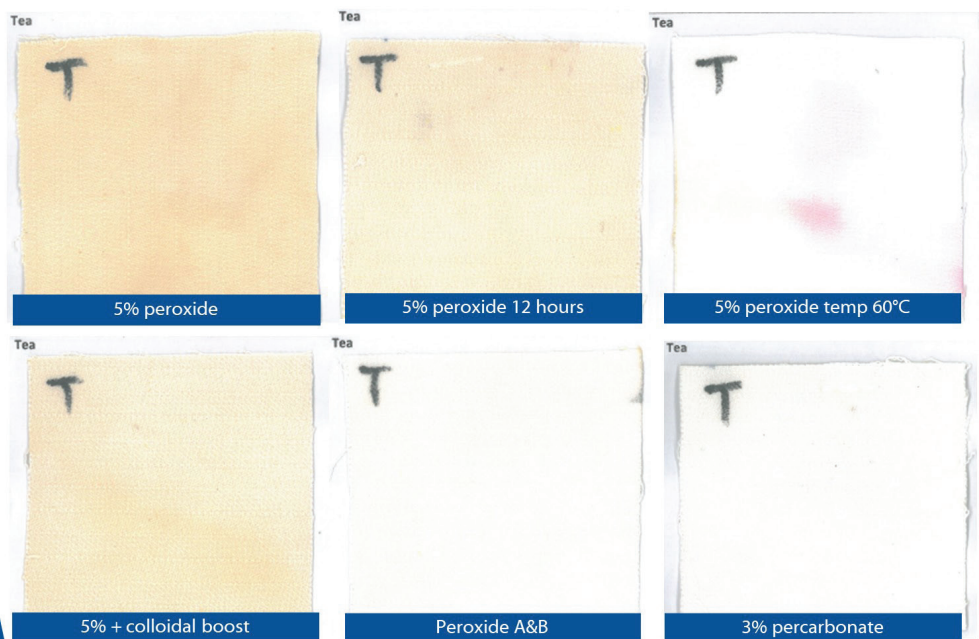 Tea
Tea
Tea
T
T
T
5% peroxide
5% peroxide 12 hours
5% peroxide temp 60°C
Tea
Tea
Tea
T
T
T
5% + colloidal boost
Peroxide A&B
3% percarbonate